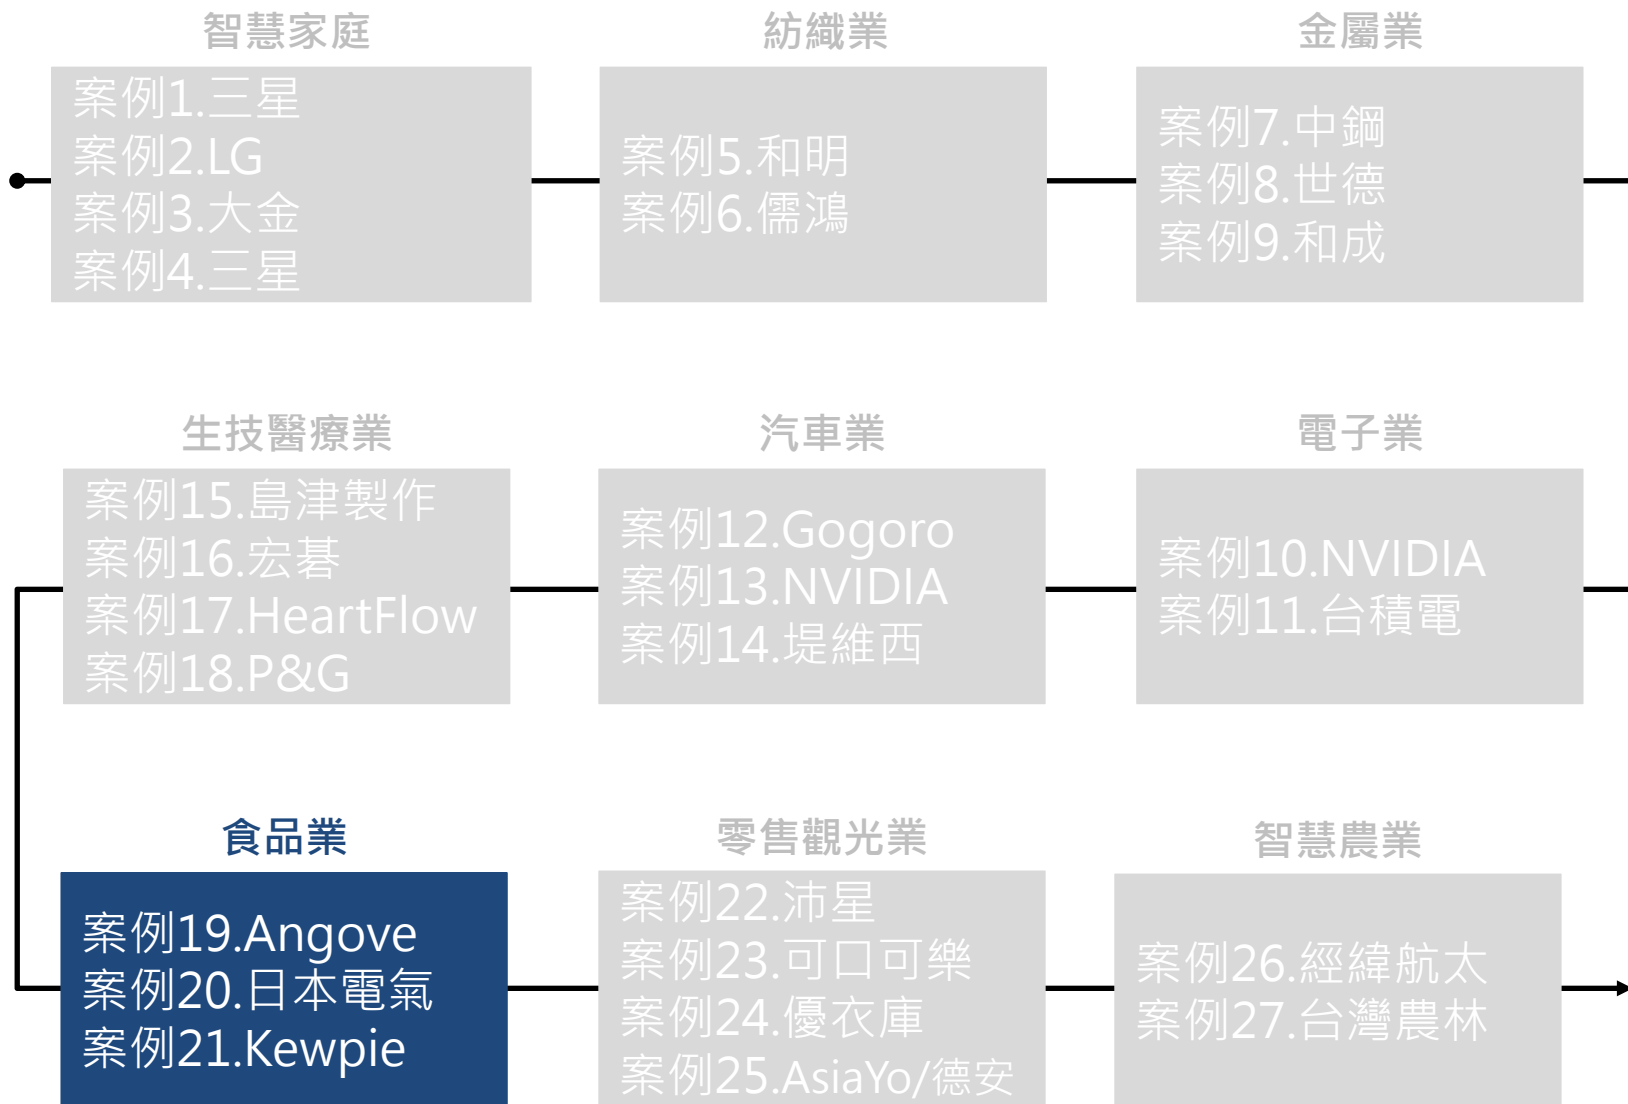 智慧家庭
案例1.三星
案例2.LG
案例3.大金
案例4.三星
紡織業
案例5.和明
案例6.儒鴻
金屬業
案例7.中鋼
案例8.世德
案例9.和成
生技醫療業
案例15.島津製作
案例16.宏碁
案例17.HeartFlow
案例18.P&G
汽車業
案例12.Gogoro
案例13.NVIDIA
案例14.堤維西
電子業
案例10.NVIDIA
案例11.台積電
食品業
案例19.Angove
案例20.日本電氣
案例21.Kewpie
零售觀光業
案例22.沛星
案例23.可口可樂
案例24.優衣庫
案例25.AsiaYo/德安
智慧農業
案例26.經緯航太
案例27.台灣農林